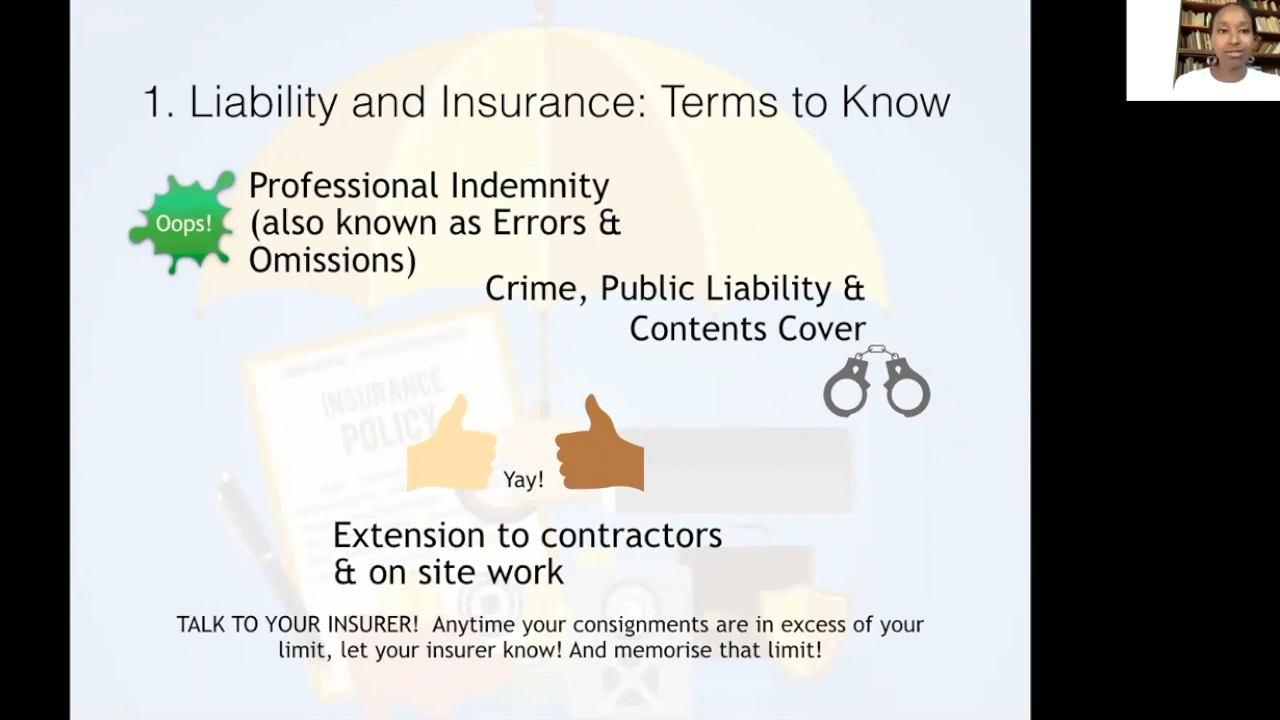 1. Liability and Insurance: Terms to Know
Oops!
Professional Indemnity
(also known as Errors &
Omissions)
Crime, Public Liability &
Contents Cover
INSURANCE
POLICY
Yay!
Extension to contractors
& on site work
TALK TO YOUR INSURER!  Anytime your consignments are in excess of your
limit, let your insurer know! And memorise that limit!